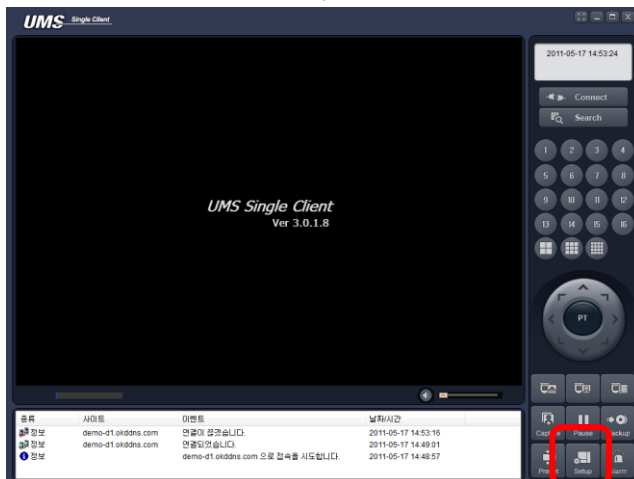 UMS Single Client
2011-05-17 14:53:24
Connect
Search
1 2 3 4
5 6 7 8
9 10 11 12
13 14 15 16
UMS Single Client
Ver 3.0.1.8
PT
종류 사이트 이벤트 날짜/시간
정보 demo-d1.okddns.com 연결이 끊겼습니다. 2011-05-17 14:53:16
정보 demo-d1.okddns.com 연결되었습니다. 2011-05-17 14:49:01
정보 demo-d1.okddns.com 으로 접속을 시도합니다. 2011-05-17 14:48:57
Capture Pause Backup
Preset Setup Alarm